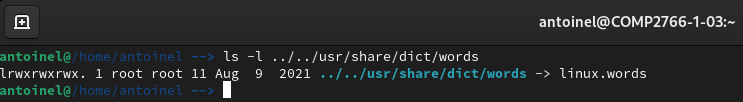 antoinel@COMP2766-1-03:~
antoinel@/home/antoinel --> ls -l ../../usr/share/dict/words
lrwxrwxrwx. 1 root root 11 Aug  9  2021 ../../usr/share/dict/words -> linux.words
antoinel@/home/antoinel -->